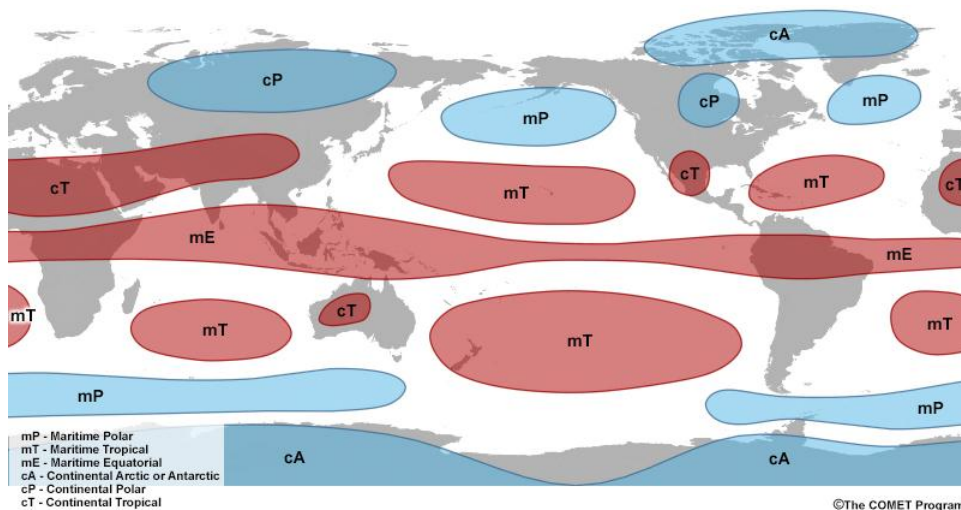 cA
cP
cP
mP
mP
cT
mT
cT
mT
cT
mE
mE
mT
mT
cT
mT
mT
mP
mP
cA
cA
mP - Maritime Polar
mT - Maritime Tropical
mE - Maritime Equatorial
cA - Continental Arctic or Antarctic
cP - Continental Polar
cT - Continental Tropical
©The COMET Program